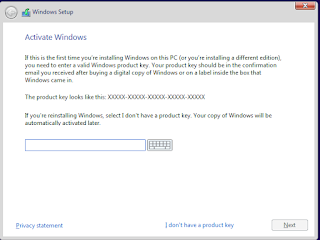 Windows Setup
Activate Windows
If this is the first time you're installing Windows on this PC (or you're installing a different edition),
you need to enter a valid Windows product key. Your product key should be in the confirmation
email you received after buying a digital copy of Windows or on a label inside the box that
Windows came in.
The product key looks like this: XXXXX-XXXXX-XXXXX-XXXXX-XXXXX
If you're reinstalling Windows, select I don't have a product key. Your copy of Windows will be
automatically activated later.
Privacy statement
I don't have a product key
Next